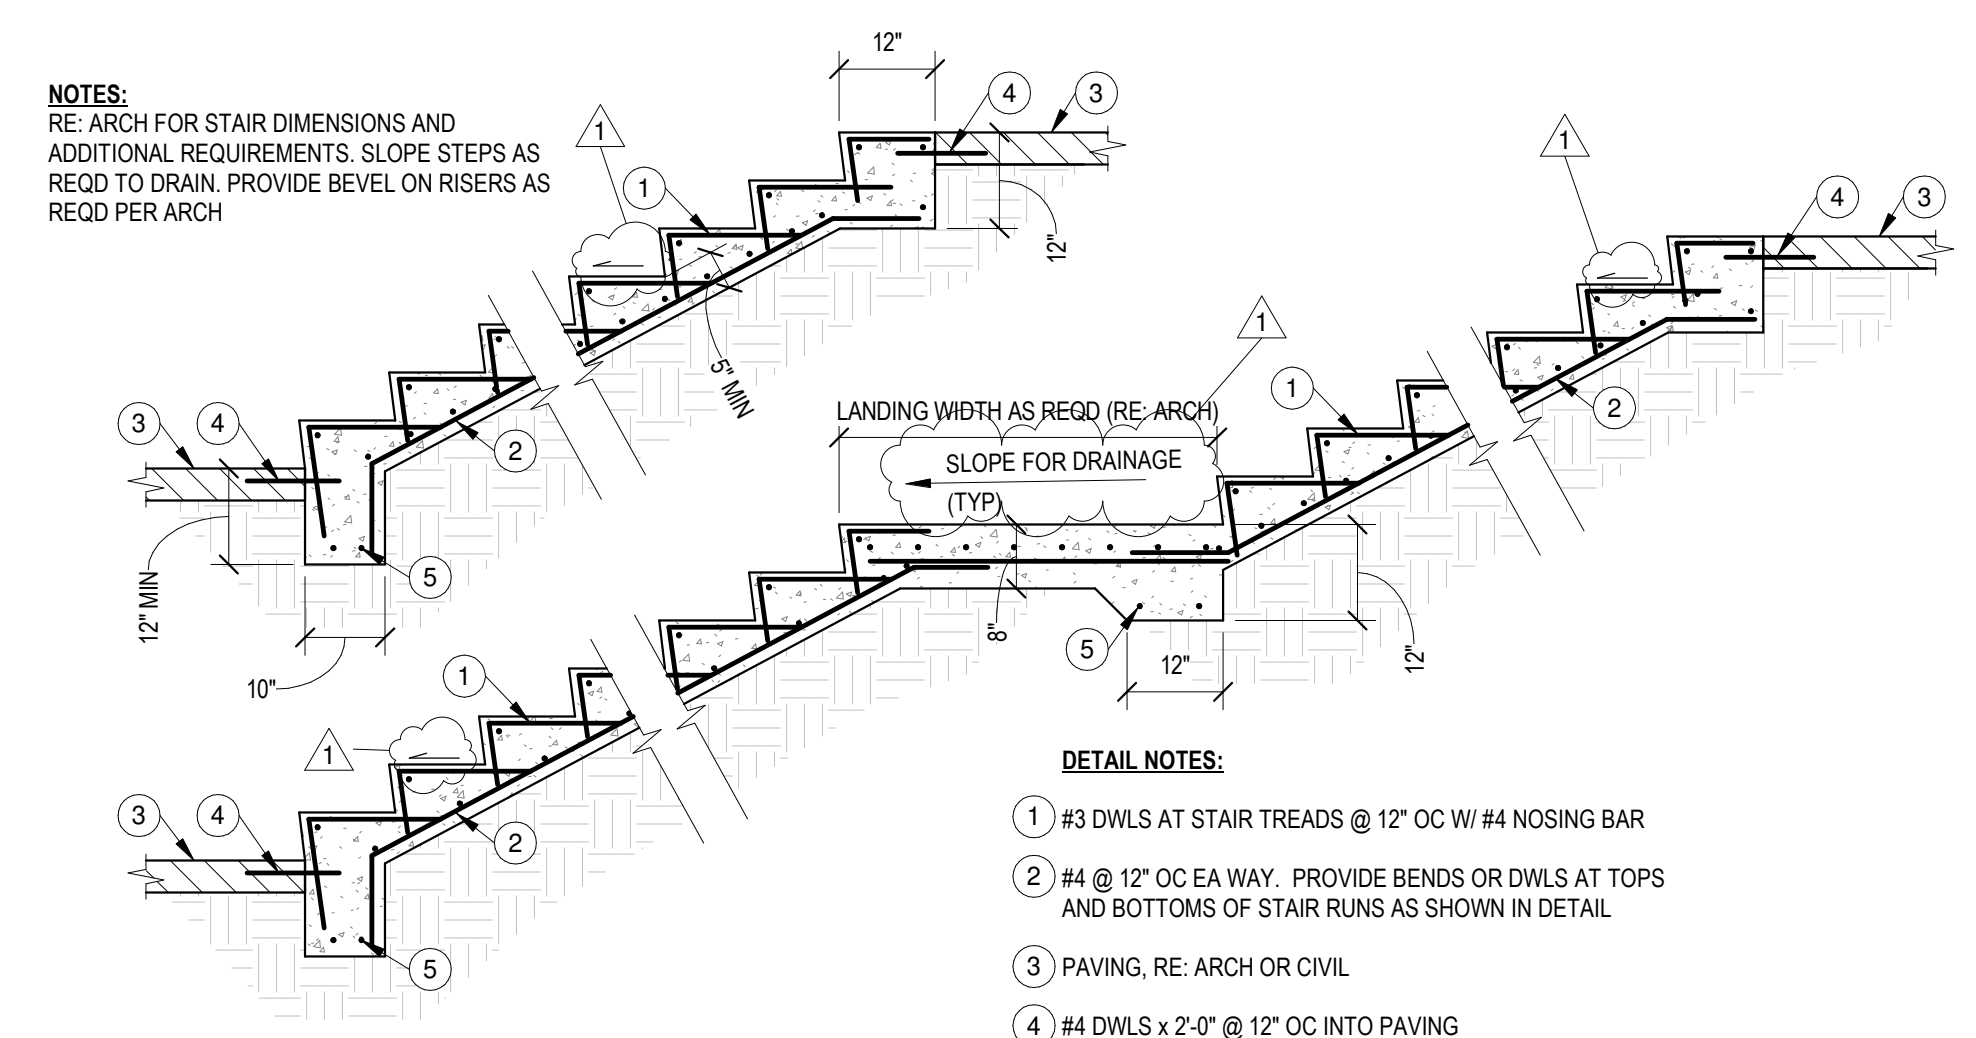 12"
NOTES:
RE: ARCH FOR STAIR DIMENSIONS AND
ADDITIONAL REQUIREMENTS. SLOPE STEPS AS
REQD TO DRAIN. PROVIDE BEVEL ON RISERS AS
REQD PER ARCH
1
1
4
3
12"
5" MIN
3
4
2
5
12" MIN
10"
1
4
3
1
1
2
LANDING WIDTH AS REQD (RE: ARCH)
SLOPE FOR DRAINAGE
(TYP)
8"
5
12"
12"
1
1
3
4
2
5
DETAIL NOTES:
1 #3 DWLS AT STAIR TREADS @ 12" OC W/ #4 NOSING BAR
2 #4 @ 12" OC EA WAY. PROVIDE BENDS OR DWLS AT TOPS
AND BOTTOMS OF STAIR RUNS AS SHOWN IN DETAIL
3 PAVING, RE: ARCH OR CIVIL
4 #4 DWLS x 2'-0" @ 12" OC INTO PAVING